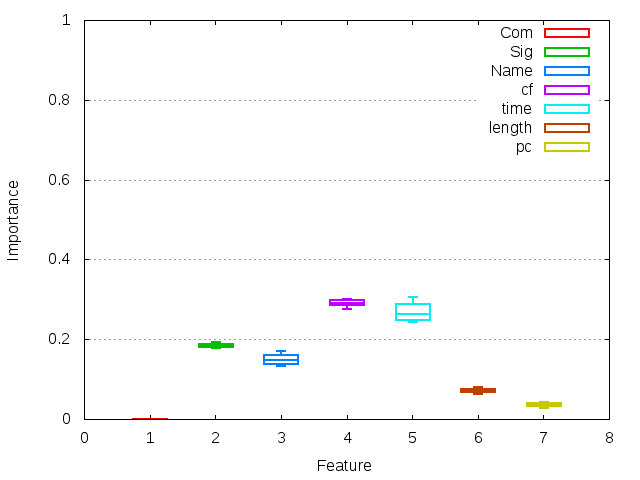 1
0.8
0.6
0.4
0.2
0
0 1 2 3 4 5 6 7 8
Importance
Feature
Com
Sig
Name
cf
time
length
pc